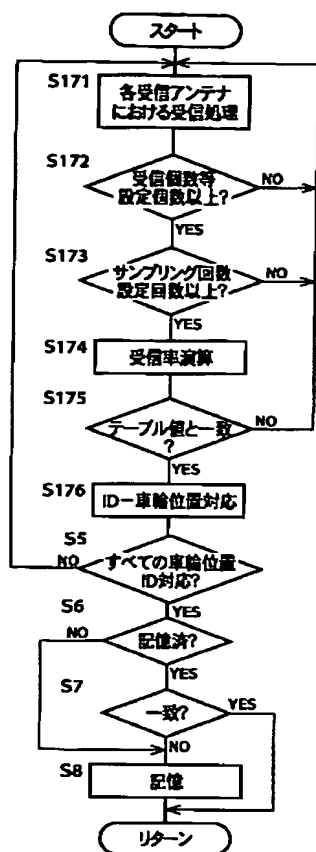 スタート
S171
各受信アンテナ
における受信処理
S172
受信個数等
設定個数以上?
NO
YES
S173
サンプリング回数
設定回数以上?
NO
YES
S174
受信率演算
S175
テーブル値と一致
?
NO
YES
S176
ID－車輪位置対応
S5
すべての車輪位置
ID対応?
NO
YES
S6
記憶済?
NO
YES
S7
一致?
YES
NO
S8
記憶
リターン